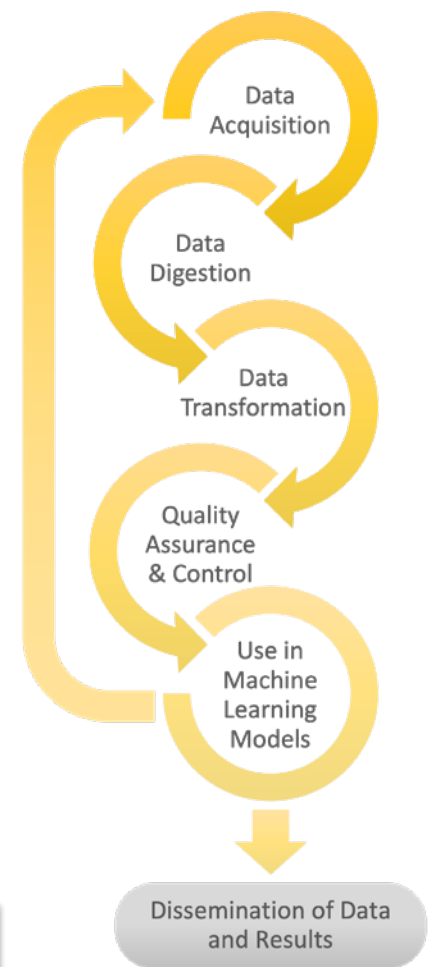 Data
Acquisition
Data
Digestion
Data
Transformation
Quality
Assurance
& Control
Use in
Machine
Learning
Models
Dissemination of Data
and Results